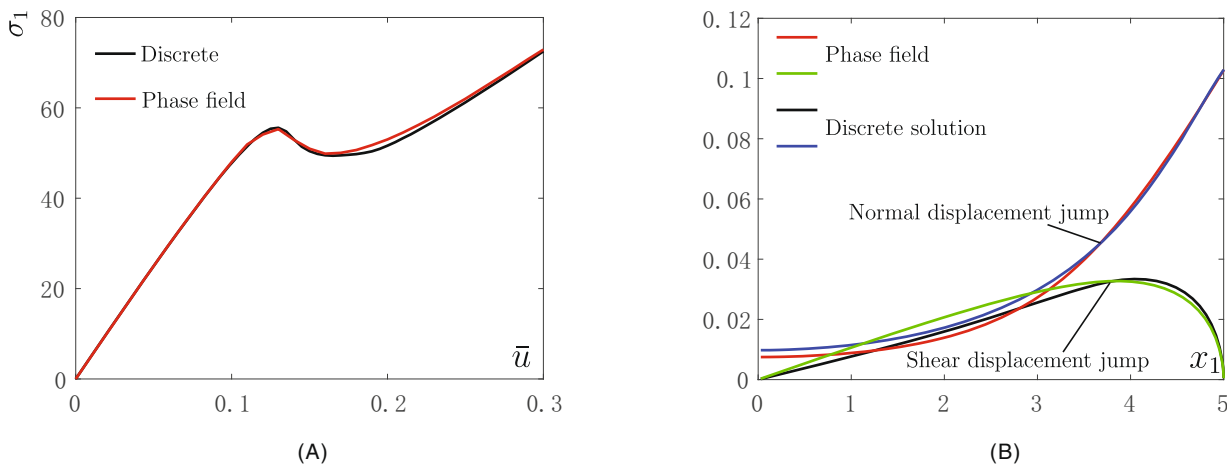 σ₁
80
60
40
20
0
0
0.1
0.2
0.3
ū
Discrete
Phase field
(A)
0.12
0.1
0.08
0.06
0.04
0.02
0
0
1
2
3
4
5
x₁
Phase field
Discrete solution
Normal displacement jump
Shear displacement jump
(B)